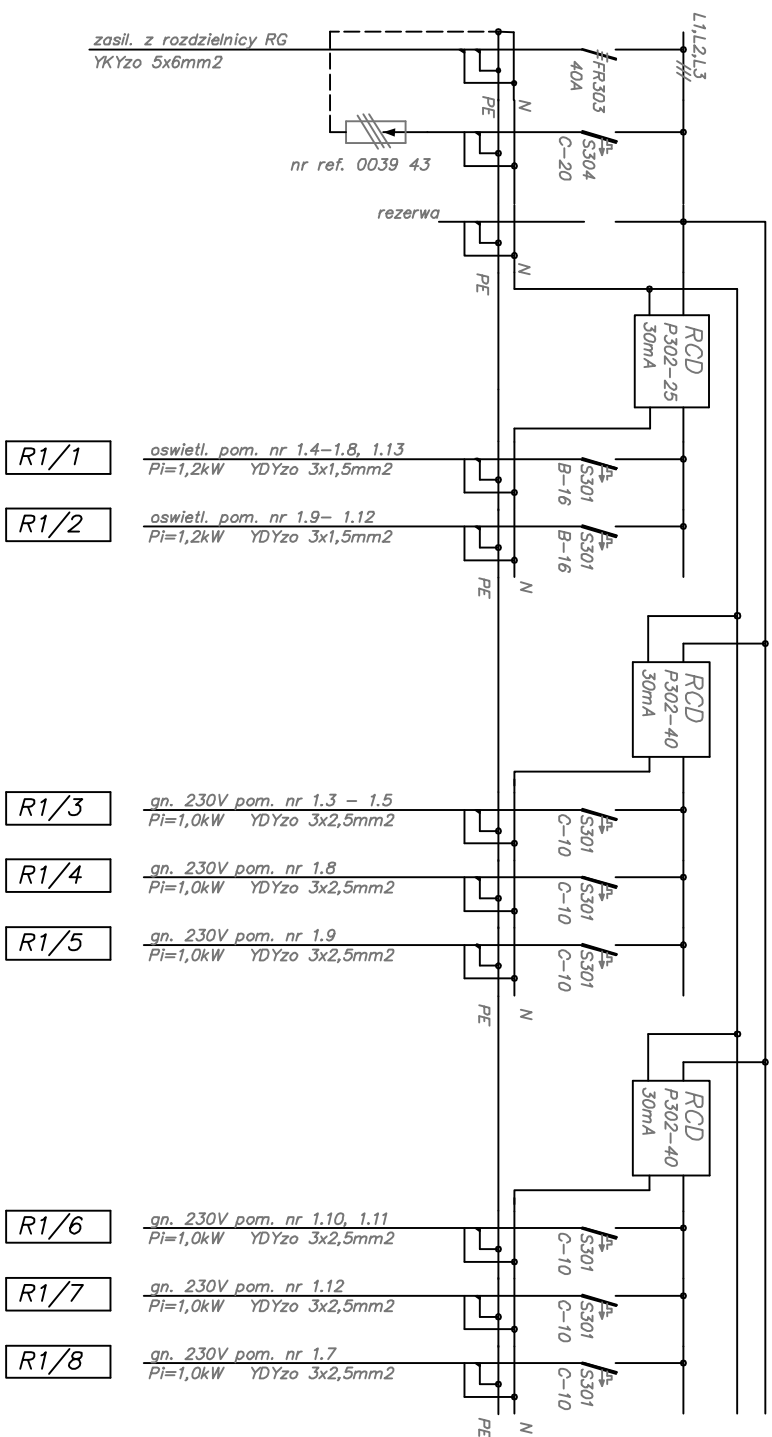 L1,L2,L3
zasil. z rozdzielnicy RG
YKYzo 5x6mm2
FR303
40A
N
PE
S304
C-20
nr ref. 0039 43
rezerwa
N
PE
RCD
P302-25
30mA
R1/1
oswietl. pom. nr 1.4-1.8, 1.13
Pi=1,2kW YDYzo 3x1,5mm2
S301
B-16
R1/2
oswietl. pom. nr 1.9- 1.12
Pi=1,2kW YDYzo 3x1,5mm2
S301
B-16
N
PE
RCD
P302-40
30mA
R1/3
gn. 230V pom. nr 1.3 - 1.5
Pi=1,0kW YDYzo 3x2,5mm2
S301
C-10
R1/4
gn. 230V pom. nr 1.8
Pi=1,0kW YDYzo 3x2,5mm2
S301
C-10
R1/5
gn. 230V pom. nr 1.9
Pi=1,0kW YDYzo 3x2,5mm2
S301
C-10
N
PE
RCD
P302-40
30mA
R1/6
gn. 230V pom. nr 1.10, 1.11
Pi=1,0kW YDYzo 3x2,5mm2
S301
C-10
R1/7
gn. 230V pom. nr 1.12
Pi=1,0kW YDYzo 3x2,5mm2
S301
C-10
R1/8
gn. 230V pom. nr 1.7
Pi=1,0kW YDYzo 3x2,5mm2
S301
C-10
N
PE